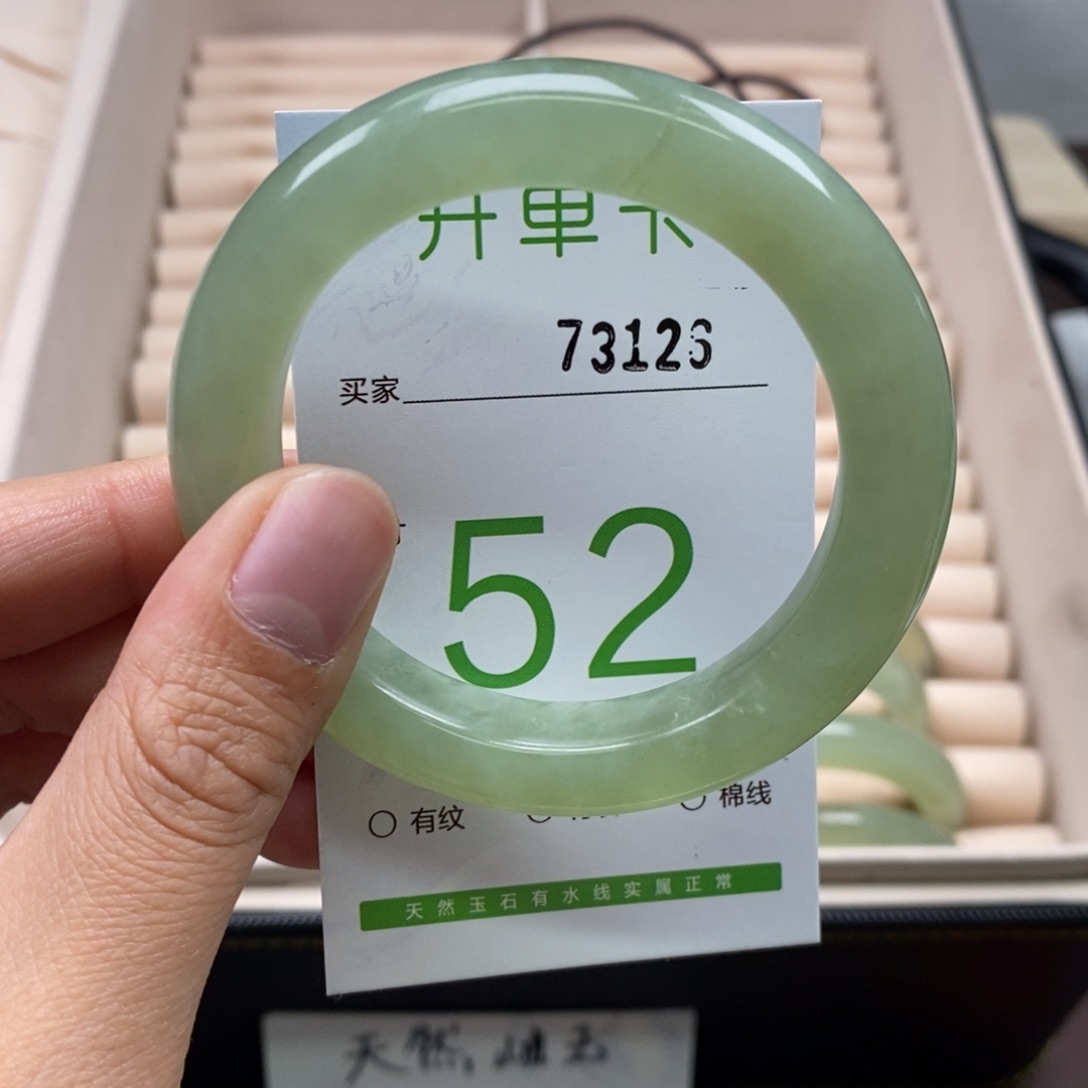 开单卡
73126
买家
52
有纹
棉线
天然玉石有水线实属正常
天然岫玉